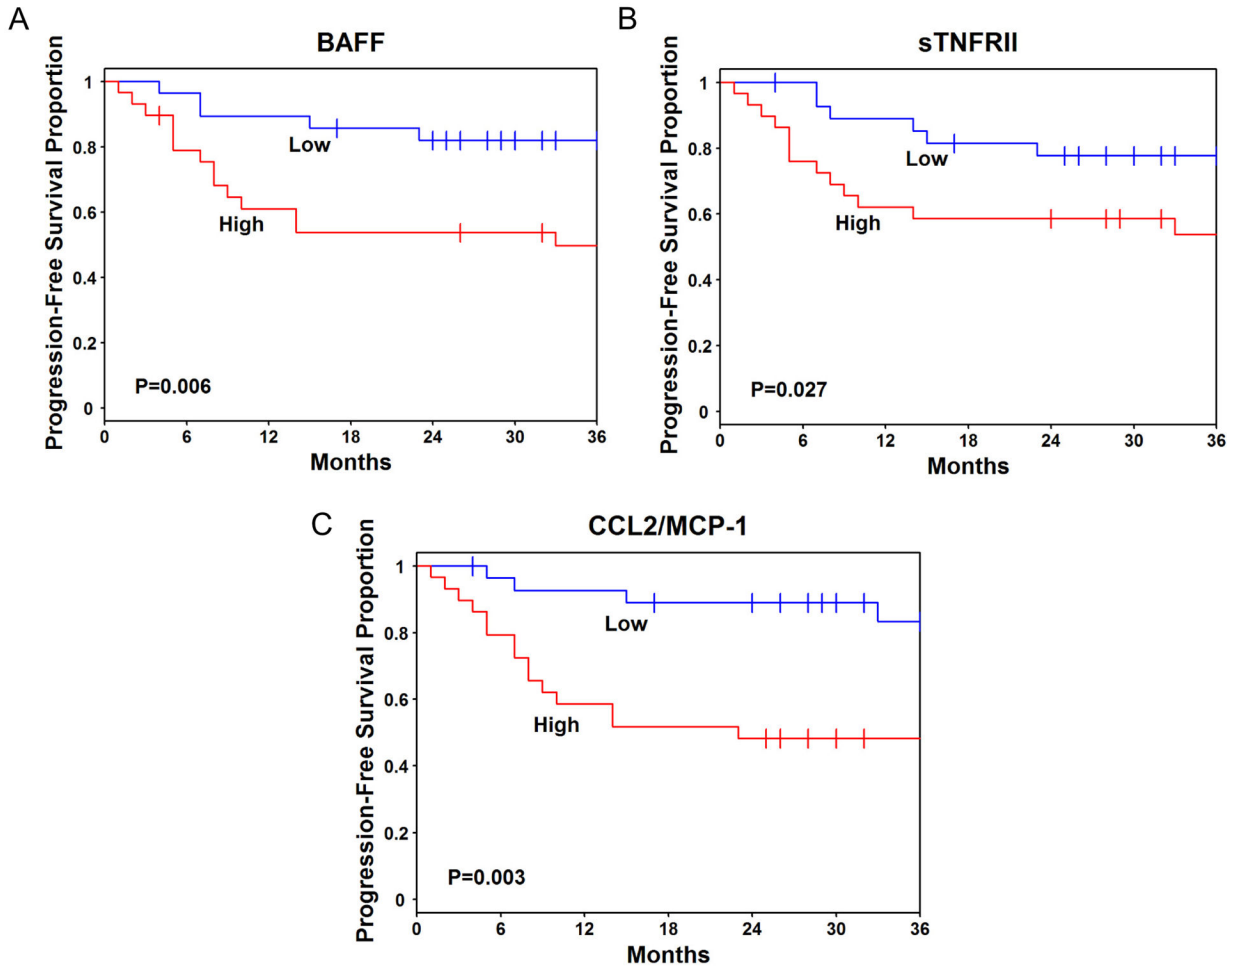 A
BAFF
Progression-Free Survival Proportion
1
0.8
0.6
0.4
0.2
0
Low
High
P=0.006
0 6 12 18 24 30 36
Months
B
sTNFRII
Progression-Free Survival Proportion
1
0.8
0.6
0.4
0.2
0
Low
High
P=0.027
0 6 12 18 24 30 36
Months
C
CCL2/MCP-1
Progression-Free Survival Proportion
1
0.8
0.6
0.4
0.2
0
Low
High
P=0.003
0 6 12 18 24 30 36
Months